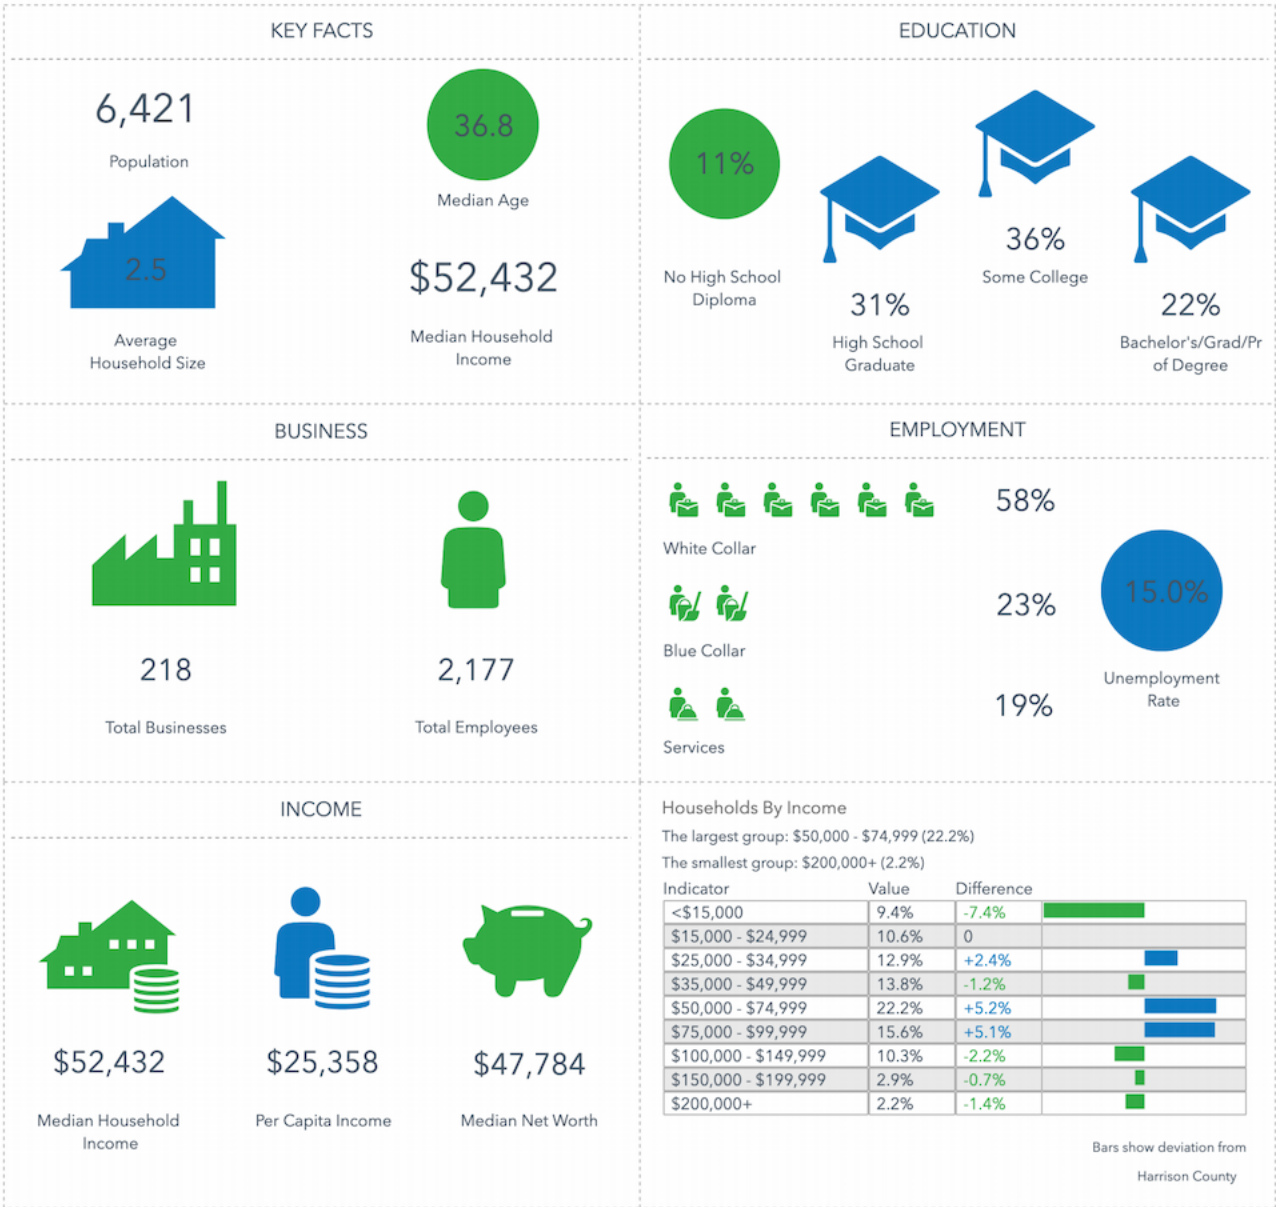 KEY FACTS
6,421
Population
36.8
Median Age
2.5
Average
Household Size
$52,432
Median Household
Income
EDUCATION
11%
No High School
Diploma
31%
High School
Graduate
36%
Some College
22%
Bachelor's/Grad/Pr
of Degree
BUSINESS
218
Total Businesses
2,177
Total Employees
EMPLOYMENT
58%
White Collar
23%
Blue Collar
19%
Services
15.0%
Unemployment
Rate
INCOME
$52,432
Median Household
Income
$25,358
Per Capita Income
$47,784
Median Net Worth
Households By Income
The largest group: $50,000 - $74,999 (22.2%)
The smallest group: $200,000+ (2.2%)
Indicator Value Difference
<$15,000 9.4% -7.4%
$15,000 - $24,999 10.6% 0
$25,000 - $34,999 12.9% +2.4%
$35,000 - $49,999 13.8% -1.2%
$50,000 - $74,999 22.2% +5.2%
$75,000 - $99,999 15.6% +5.1%
$100,000 - $149,999 10.3% -2.2%
$150,000 - $199,999 2.9% -0.7%
$200,000+ 2.2% -1.4%
Bars show deviation from
Harrison County